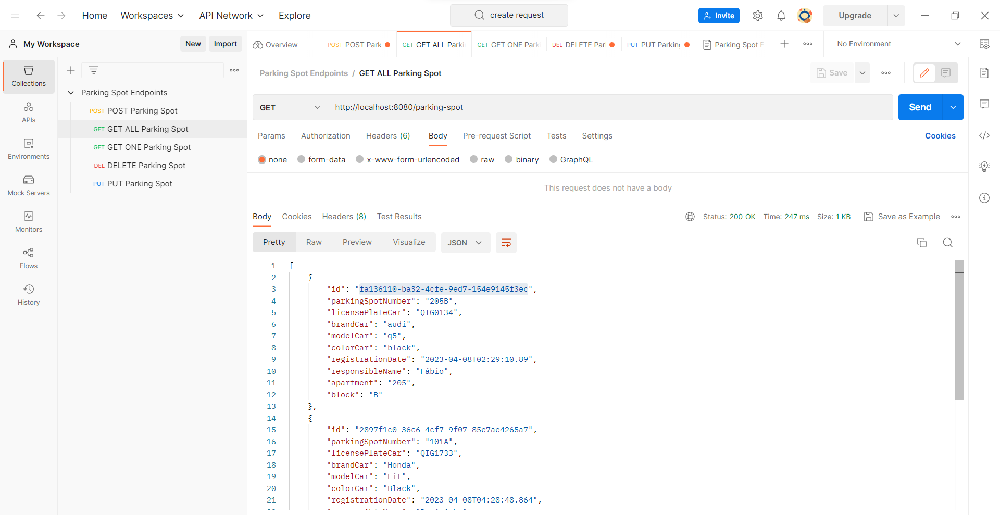 Home Workspaces API Network Explore create request Invite Upgrade
My Workspace New Import Overview POST POST Park GET GET ALL Parki GET GET ONE Park DEL DELETE Par PUT PUT Parking Parking Spot E No Environment
Collections
APIs
Environments
Mock Servers
Monitors
Flows
History
Parking Spot Endpoints
POST POST Parking Spot
GET GET ALL Parking Spot
GET GET ONE Parking Spot
DEL DELETE Parking Spot
PUT PUT Parking Spot
Parking Spot Endpoints / GET ALL Parking Spot Save
GET http://localhost:8080/parking-spot Send
Params Authorization Headers (6) Body Pre-request Script Tests Settings Cookies
none form-data x-www-form-urlencoded raw binary GraphQL
This request does not have a body
Body Cookies Headers (8) Test Results Status: 200 OK Time: 247 ms Size: 1 KB Save as Example
Pretty Raw Preview Visualize JSON
1 [
2 {
3 "id": "fa136110-ba32-4cfe-9ed7-154e9145f3ec",
4 "parkingSpotNumber": "205B",
5 "licensePlateCar": "QIG0134",
6 "brandCar": "audi",
7 "modelCar": "q5",
8 "colorCar": "black",
9 "registrationDate": "2023-04-08T02:29:10.89",
10 "responsibleName": "Fábio",
11 "apartment": "205",
12 "block": "B"
13 },
14 {
15 "id": "2897f1c0-36c6-4cf7-9f07-85e7ae4265a7",
16 "parkingSpotNumber": "101A",
17 "licensePlateCar": "QIG1733",
18 "brandCar": "Honda",
19 "modelCar": "Fit",
20 "colorCar": "Black",
21 "registrationDate": "2023-04-08T04:28:48.864",